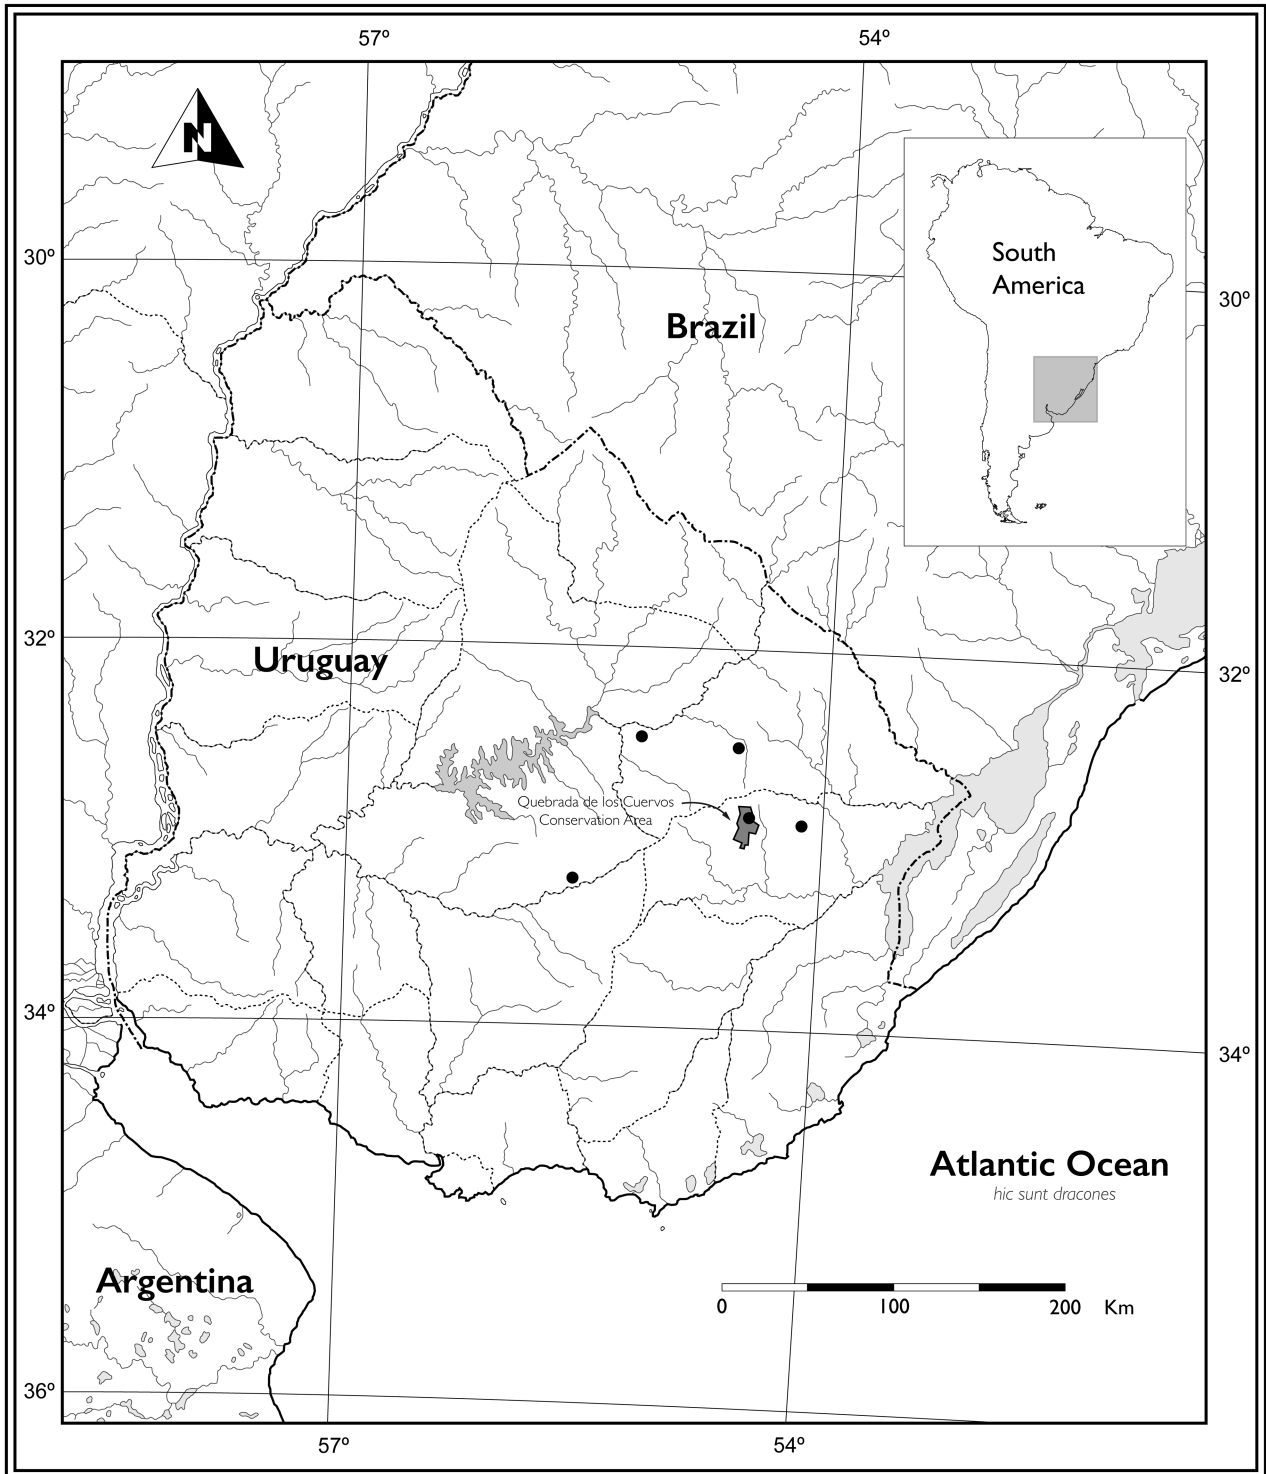 57º 54º
N
South
America
30º
30º
Brazil
32º
Uruguay
32º
Quebrada de los Cuervos
Conservation Area
34º
34º
Atlantic Ocean
hic sunt dracones
Argentina
0 100 200 Km
36º
57º 54º